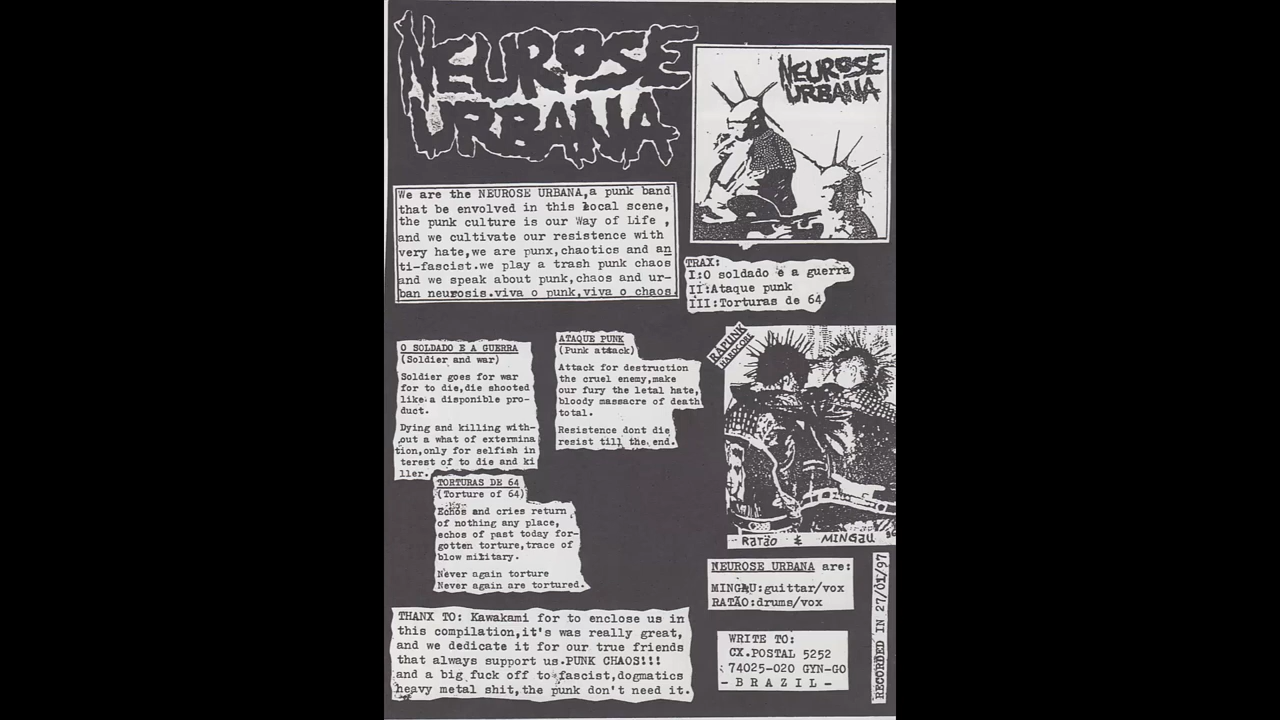 NEUROSE
URBANA
NEUROSE
URBANA
We are the NEUROSE URBANA,a punk band
that be envolved in this local scene,
the punk culture is our Way of Life ,
and we cultivate our resistence with
very hate,we are punx,chaotics and an
ti-fascist.we play a trash punk chaos
and we speak about punk,chaos and ur-
ban neurosis.viva o punk,viva o chaos.
TRAX:
I:O soldado e a guerra
II:Ataque punk
III:Torturas de 64
O SOLDADO E A GUERRA
(Soldier and war)
Soldier goes for war
for to die,die shooted
like a disponible pro-
duct.
Dying and killing with-
out a what of extermina
tion,only for selfish in
terest of to die and ki
ller.
ATAQUE PUNK
(Punk attack)
Attack for destruction
the cruel enemy,make
our fury the letal hate,
bloody massacre of death
total.
Resistence dont die
resist till the end.
TORTURAS DE 64
(Torture of 64)
Echos and cries return
of nothing any place,
echos of past today for-
gotten torture,trace of
blow military.
Never again torture
Never again are tortured.
RAPUNK
HARDCORE
RATÃO & MINGAU 96
NEUROSE URBANA are:
MINGAU:guittar/vox
RATÃO:drums/vox
RECORDED IN 27/01/97
WRITE TO:
CX.POSTAL 5252
74025-020 GYN-GO
-BRAZIL-
THANX TO: Kawakami for to enclose us in
this compilation,it's was really great,
and we dedicate it for our true friends
that always support us.PUNK CHAOS!!!
and a big fuck off to fascist,dogmatics
heavy metal shit,the punk don't need it.